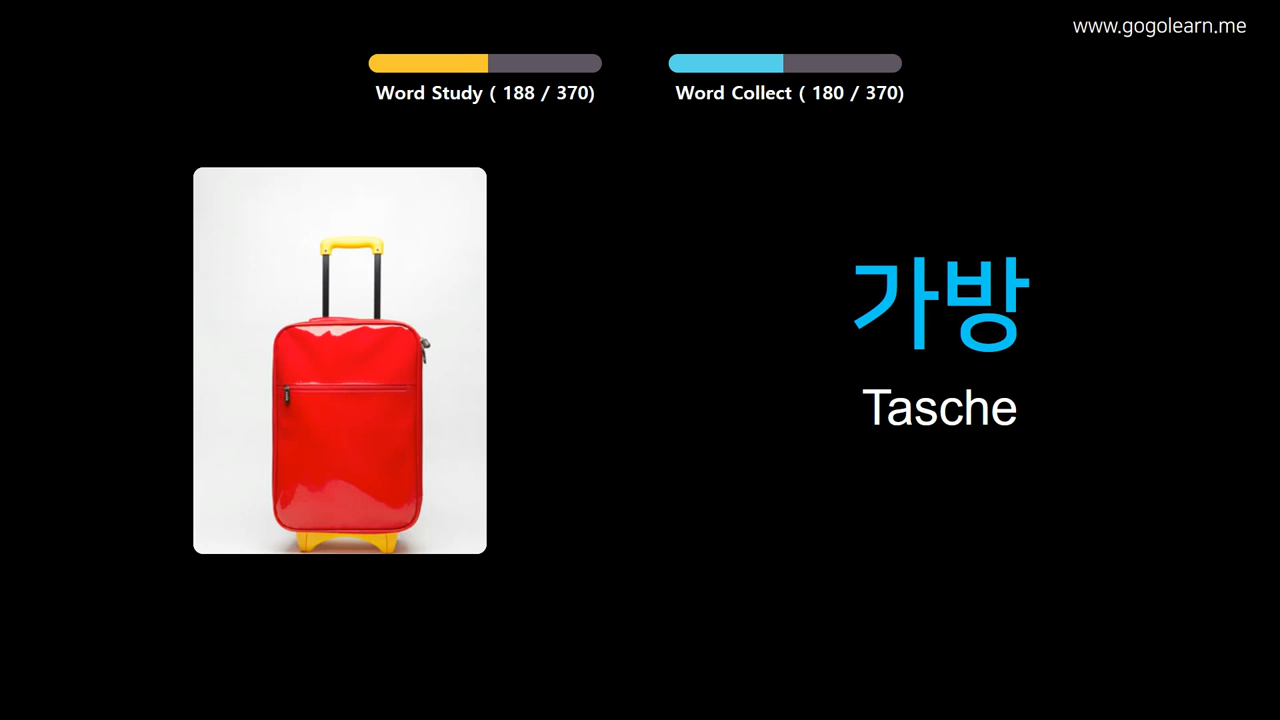 www.gogolearn.me
Word Study ( 188 / 370)
Word Collect ( 180 / 370)
가방
Tasche